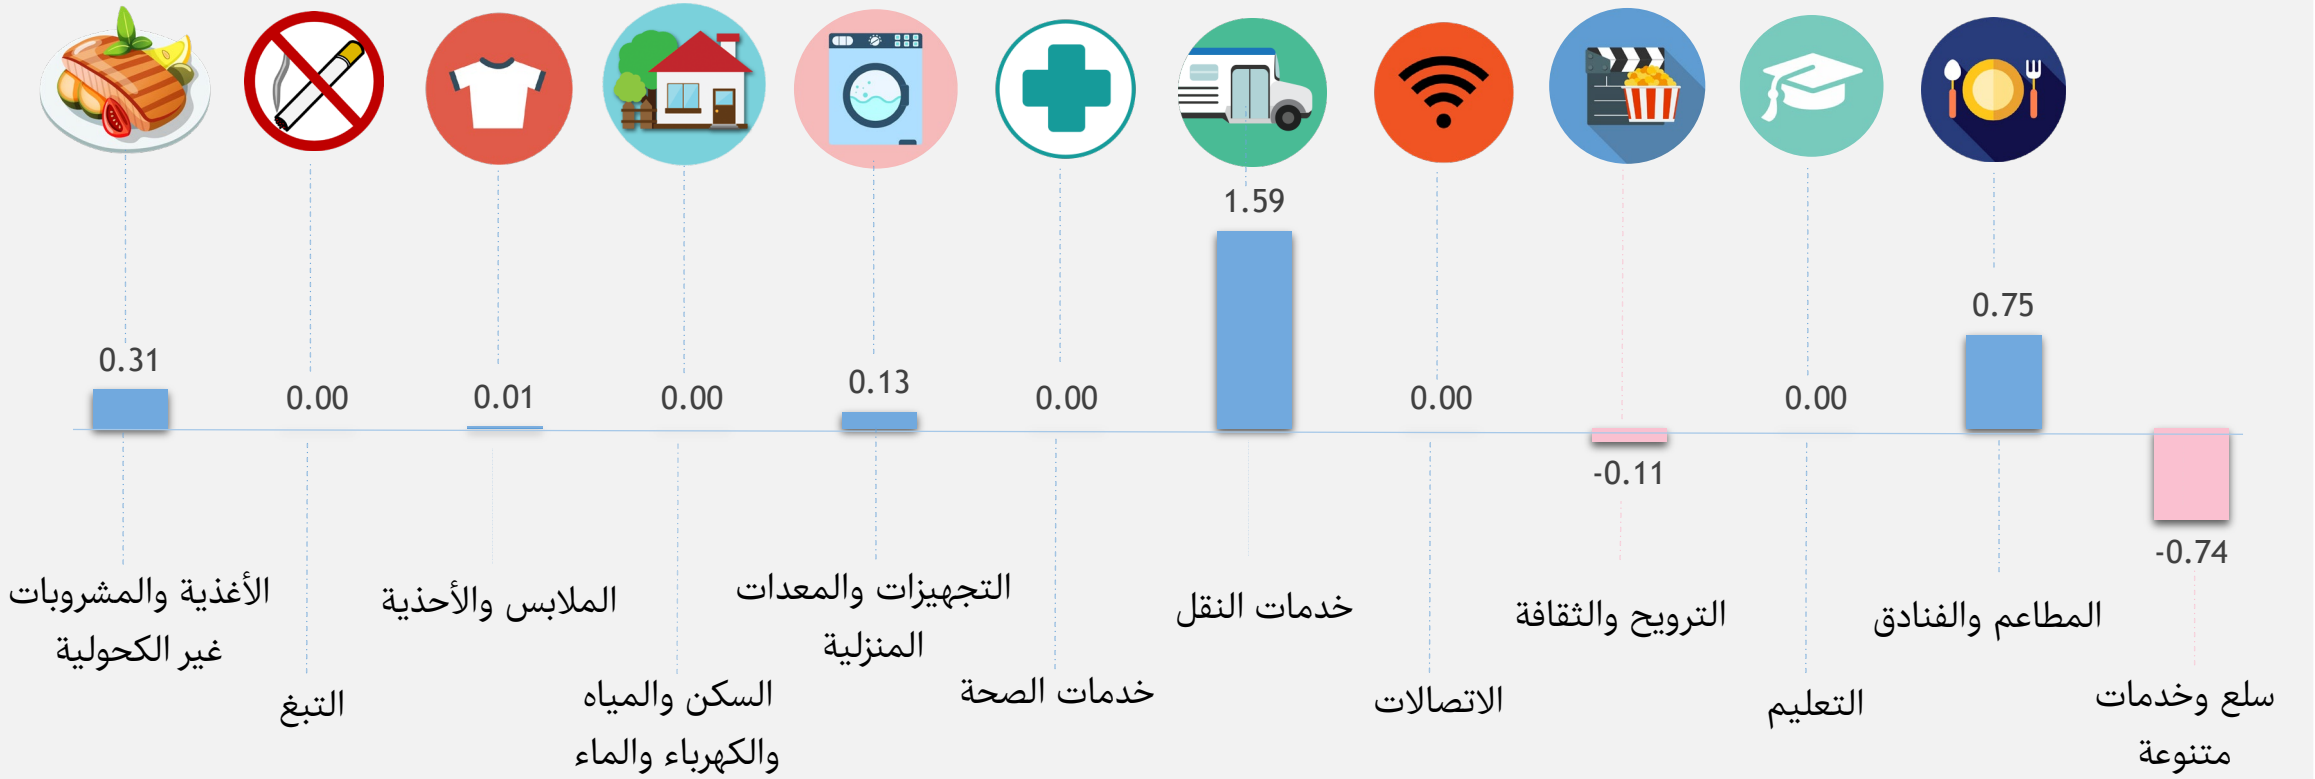 1.59
0.75
0.31
0.13
0.00
0.01
0.00
0.00
0.00
0.00
-0.11
-0.74
الأغذية والمشروبات
غير الكحولية
التبغ
الملابس والأحذية
السكن والمياه
والكهرباء والماء
التجهيزات والمعدات
المنزلية
خدمات الصحة
خدمات النقل
الاتصالات
الترويح والثقافة
التعليم
المطاعم والفنادق
سلع وخدمات
متنوعة